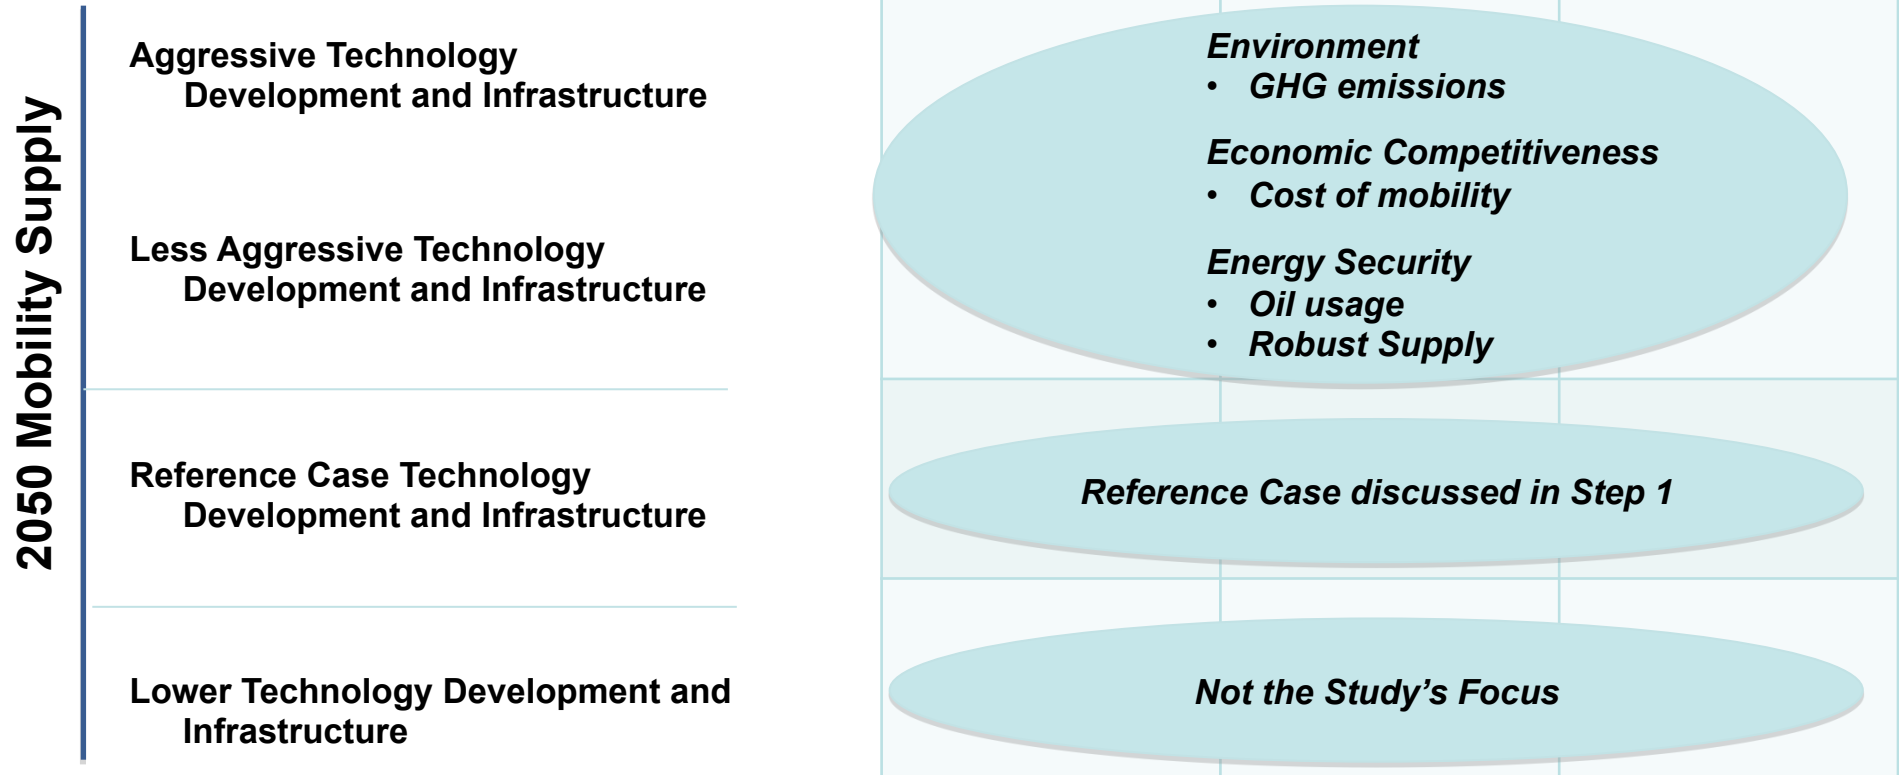 2050 Mobility Supply
Aggressive Technology
Development and Infrastructure
Less Aggressive Technology
Development and Infrastructure
Reference Case Technology
Development and Infrastructure
Lower Technology Development and
Infrastructure
Environment
• GHG emissions
Economic Competitiveness
• Cost of mobility
Energy Security
• Oil usage
• Robust Supply
Reference Case discussed in Step 1
Not the Study’s Focus